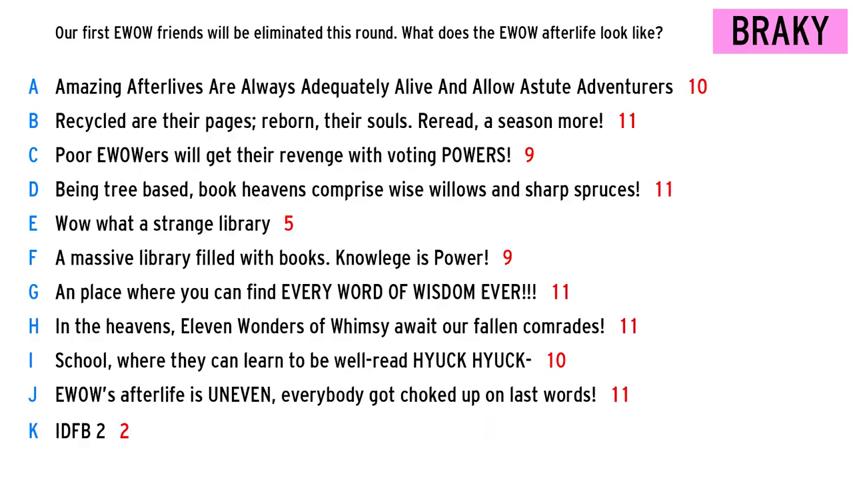 Our first EWOW friends will be eliminated this round. What does the EWOW afterlife look like?
BRAKY
A Amazing Afterlives Are Always Adequately Alive And Allow Astute Adventurers 10
B Recycled are their pages; reborn, their souls. Reread, a season more! 11
C Poor EWOWers will get their revenge with voting POWERS! 9
D Being tree based, book heavens comprise wise willows and sharp spruces! 11
E Wow what a strange library 5
F A massive library filled with books. Knowlege is Power! 9
G An place where you can find EVERY WORD OF WISDOM EVER!!! 11
H In the heavens, Eleven Wonders of Whimsy await our fallen comrades! 11
I School, where they can learn to be well-read HYUCK HYUCK- 10
J EWOW's afterlife is UNEVEN, everybody got choked up on last words! 11
K IDFB 2 2